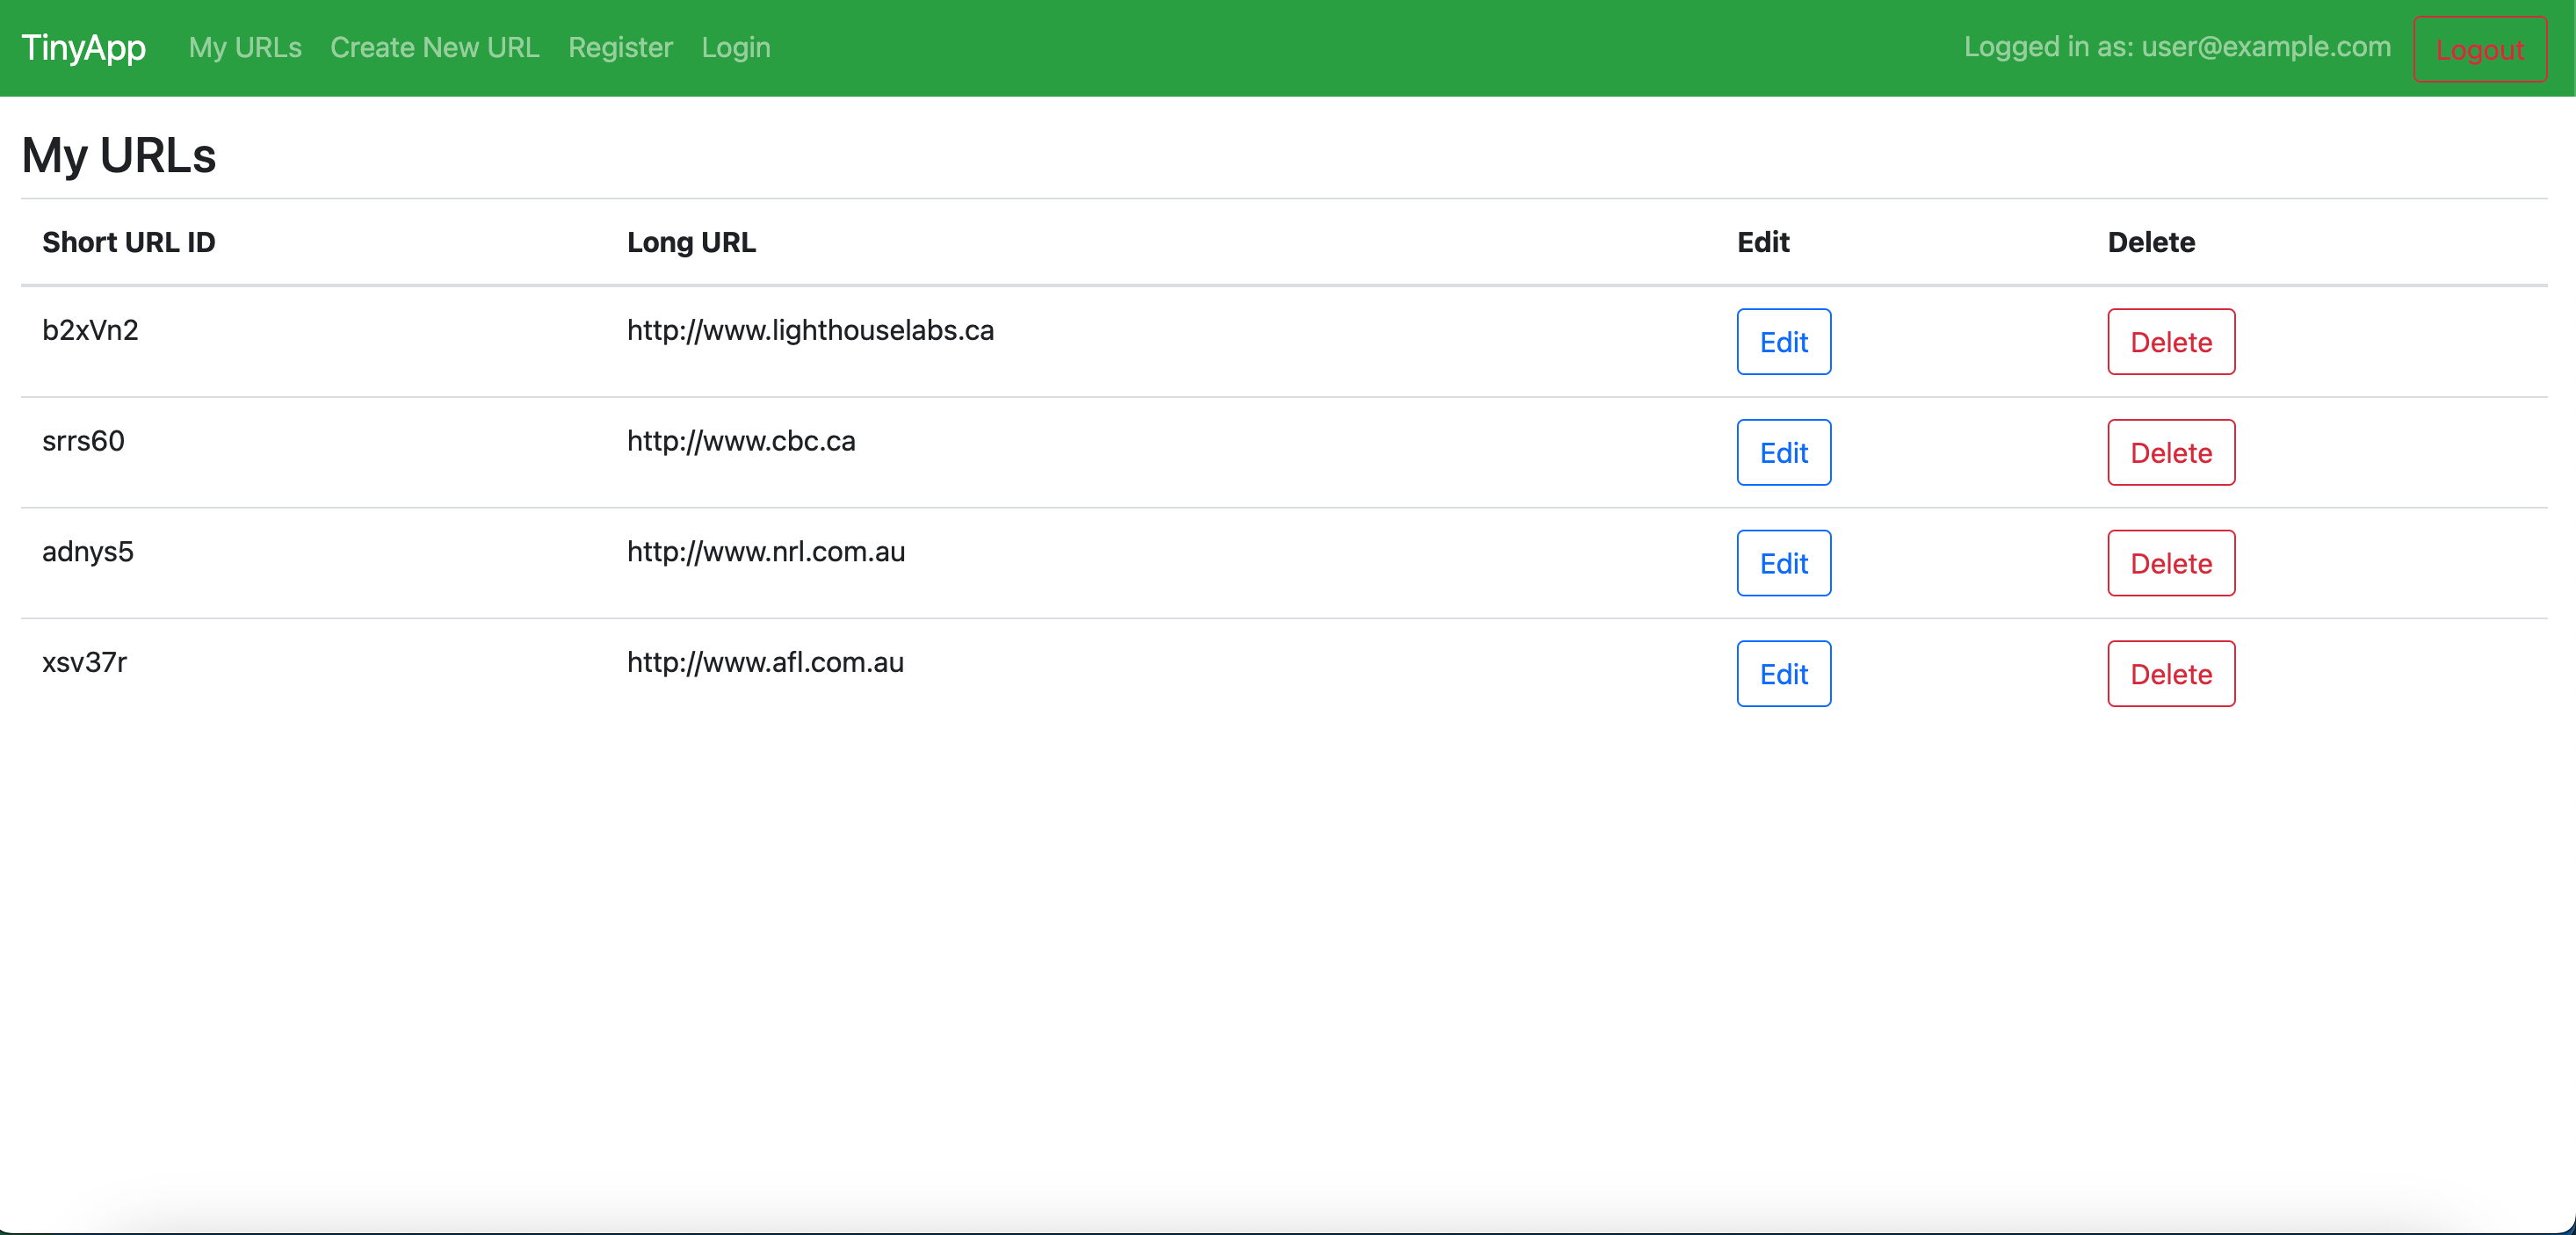 TinyApp My URLs Create New URL Register Login Logged in as: user@example.com Logout
My URLs
Short URL ID Long URL Edit Delete
b2xVn2 http://www.lighthouselabs.ca Edit Delete
srrs60 http://www.cbc.ca Edit Delete
adnys5 http://www.nrl.com.au Edit Delete
xsv37r http://www.afl.com.au Edit Delete